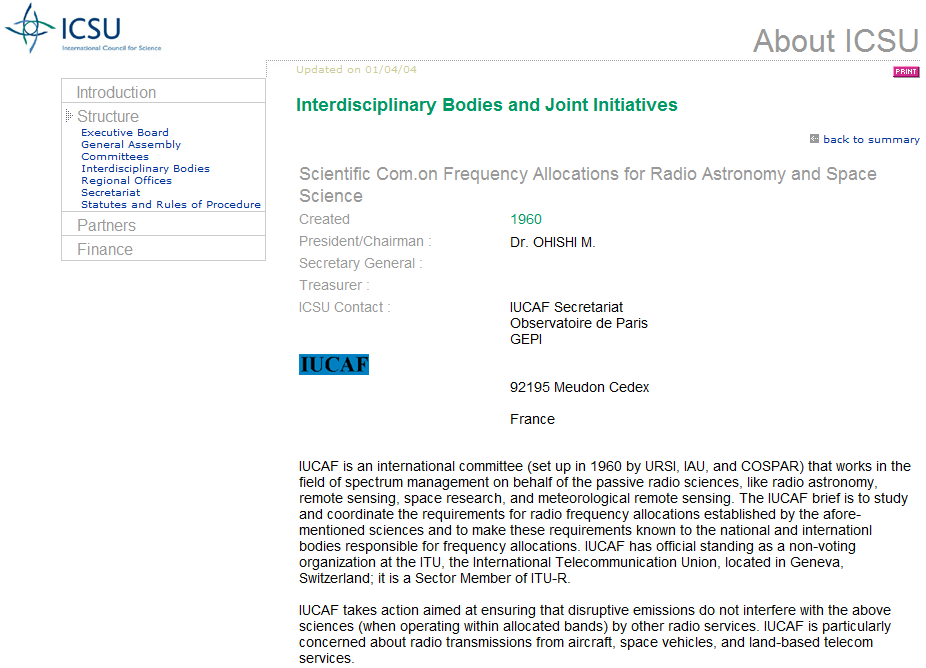 ICSU
International Council for Science
About ICSU
Updated on 01/04/04
PRINT
Introduction
Structure
Executive Board
General Assembly
Committees
Interdisciplinary Bodies
Regional Offices
Secretariat
Statutes and Rules of Procedure
Partners
Finance
Interdisciplinary Bodies and Joint Initiatives
back to summary
Scientific Com.on Frequency Allocations for Radio Astronomy and Space
Science
Created 1960
President/Chairman : Dr. OHISHI M.
Secretary General :
Treasurer :
ICSU Contact : IUCAF Secretariat
Observatoire de Paris
GEPI
IUCAF
92195 Meudon Cedex
France
IUCAF is an international committee (set up in 1960 by URSI, IAU, and COSPAR) that works in the
field of spectrum management on behalf of the passive radio sciences, like radio astronomy,
remote sensing, space research, and meteorological remote sensing. The IUCAF brief is to study
and coordinate the requirements for radio frequency allocations established by the afore-
mentioned sciences and to make these requirements known to the national and internationl
bodies responsible for frequency allocations. IUCAF has official standing as a non-voting
organization at the ITU, the International Telecommunication Union, located in Geneva,
Switzerland; it is a Sector Member of ITU-R.
IUCAF takes action aimed at ensuring that disruptive emissions do not interfere with the above
sciences (when operating within allocated bands) by other radio services. IUCAF is particularly
concerned about radio transmissions from aircraft, space vehicles, and land-based telecom
services.